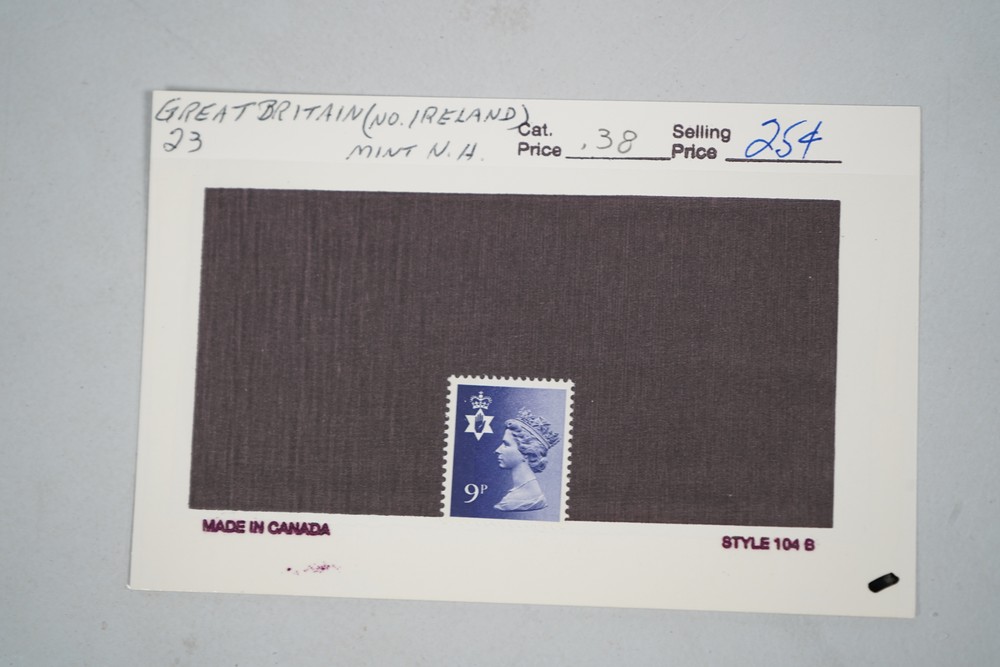 GREAT BRITAIN (NO. IRELAND)
23
MINT N.H.
Cat. Price .38
Selling Price 25¢
9P
MADE IN CANADA
STYLE 104 B